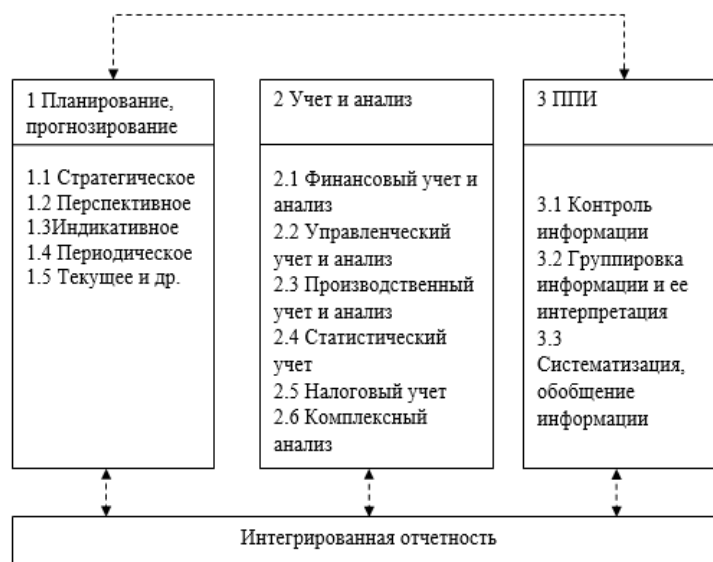 1 Планирование,
прогнозирование
1.1 Стратегическое
1.2 Перспективное
1.3Индикативное
1.4 Периодическое
1.5 Текущее и др.
2 Учет и анализ
2.1 Финансовый учет и
анализ
2.2 Управленческий
учет и анализ
2.3 Производственный
учет и анализ
2.4 Статистический
учет
2.5 Налоговый учет
2.6 Комплексный
анализ
3 ППИ
3.1 Контроль
информации
3.2 Группировка
информации и ее
интерпретация
3.3
Систематизация,
обобщение
информации
Интегрированная отчетность